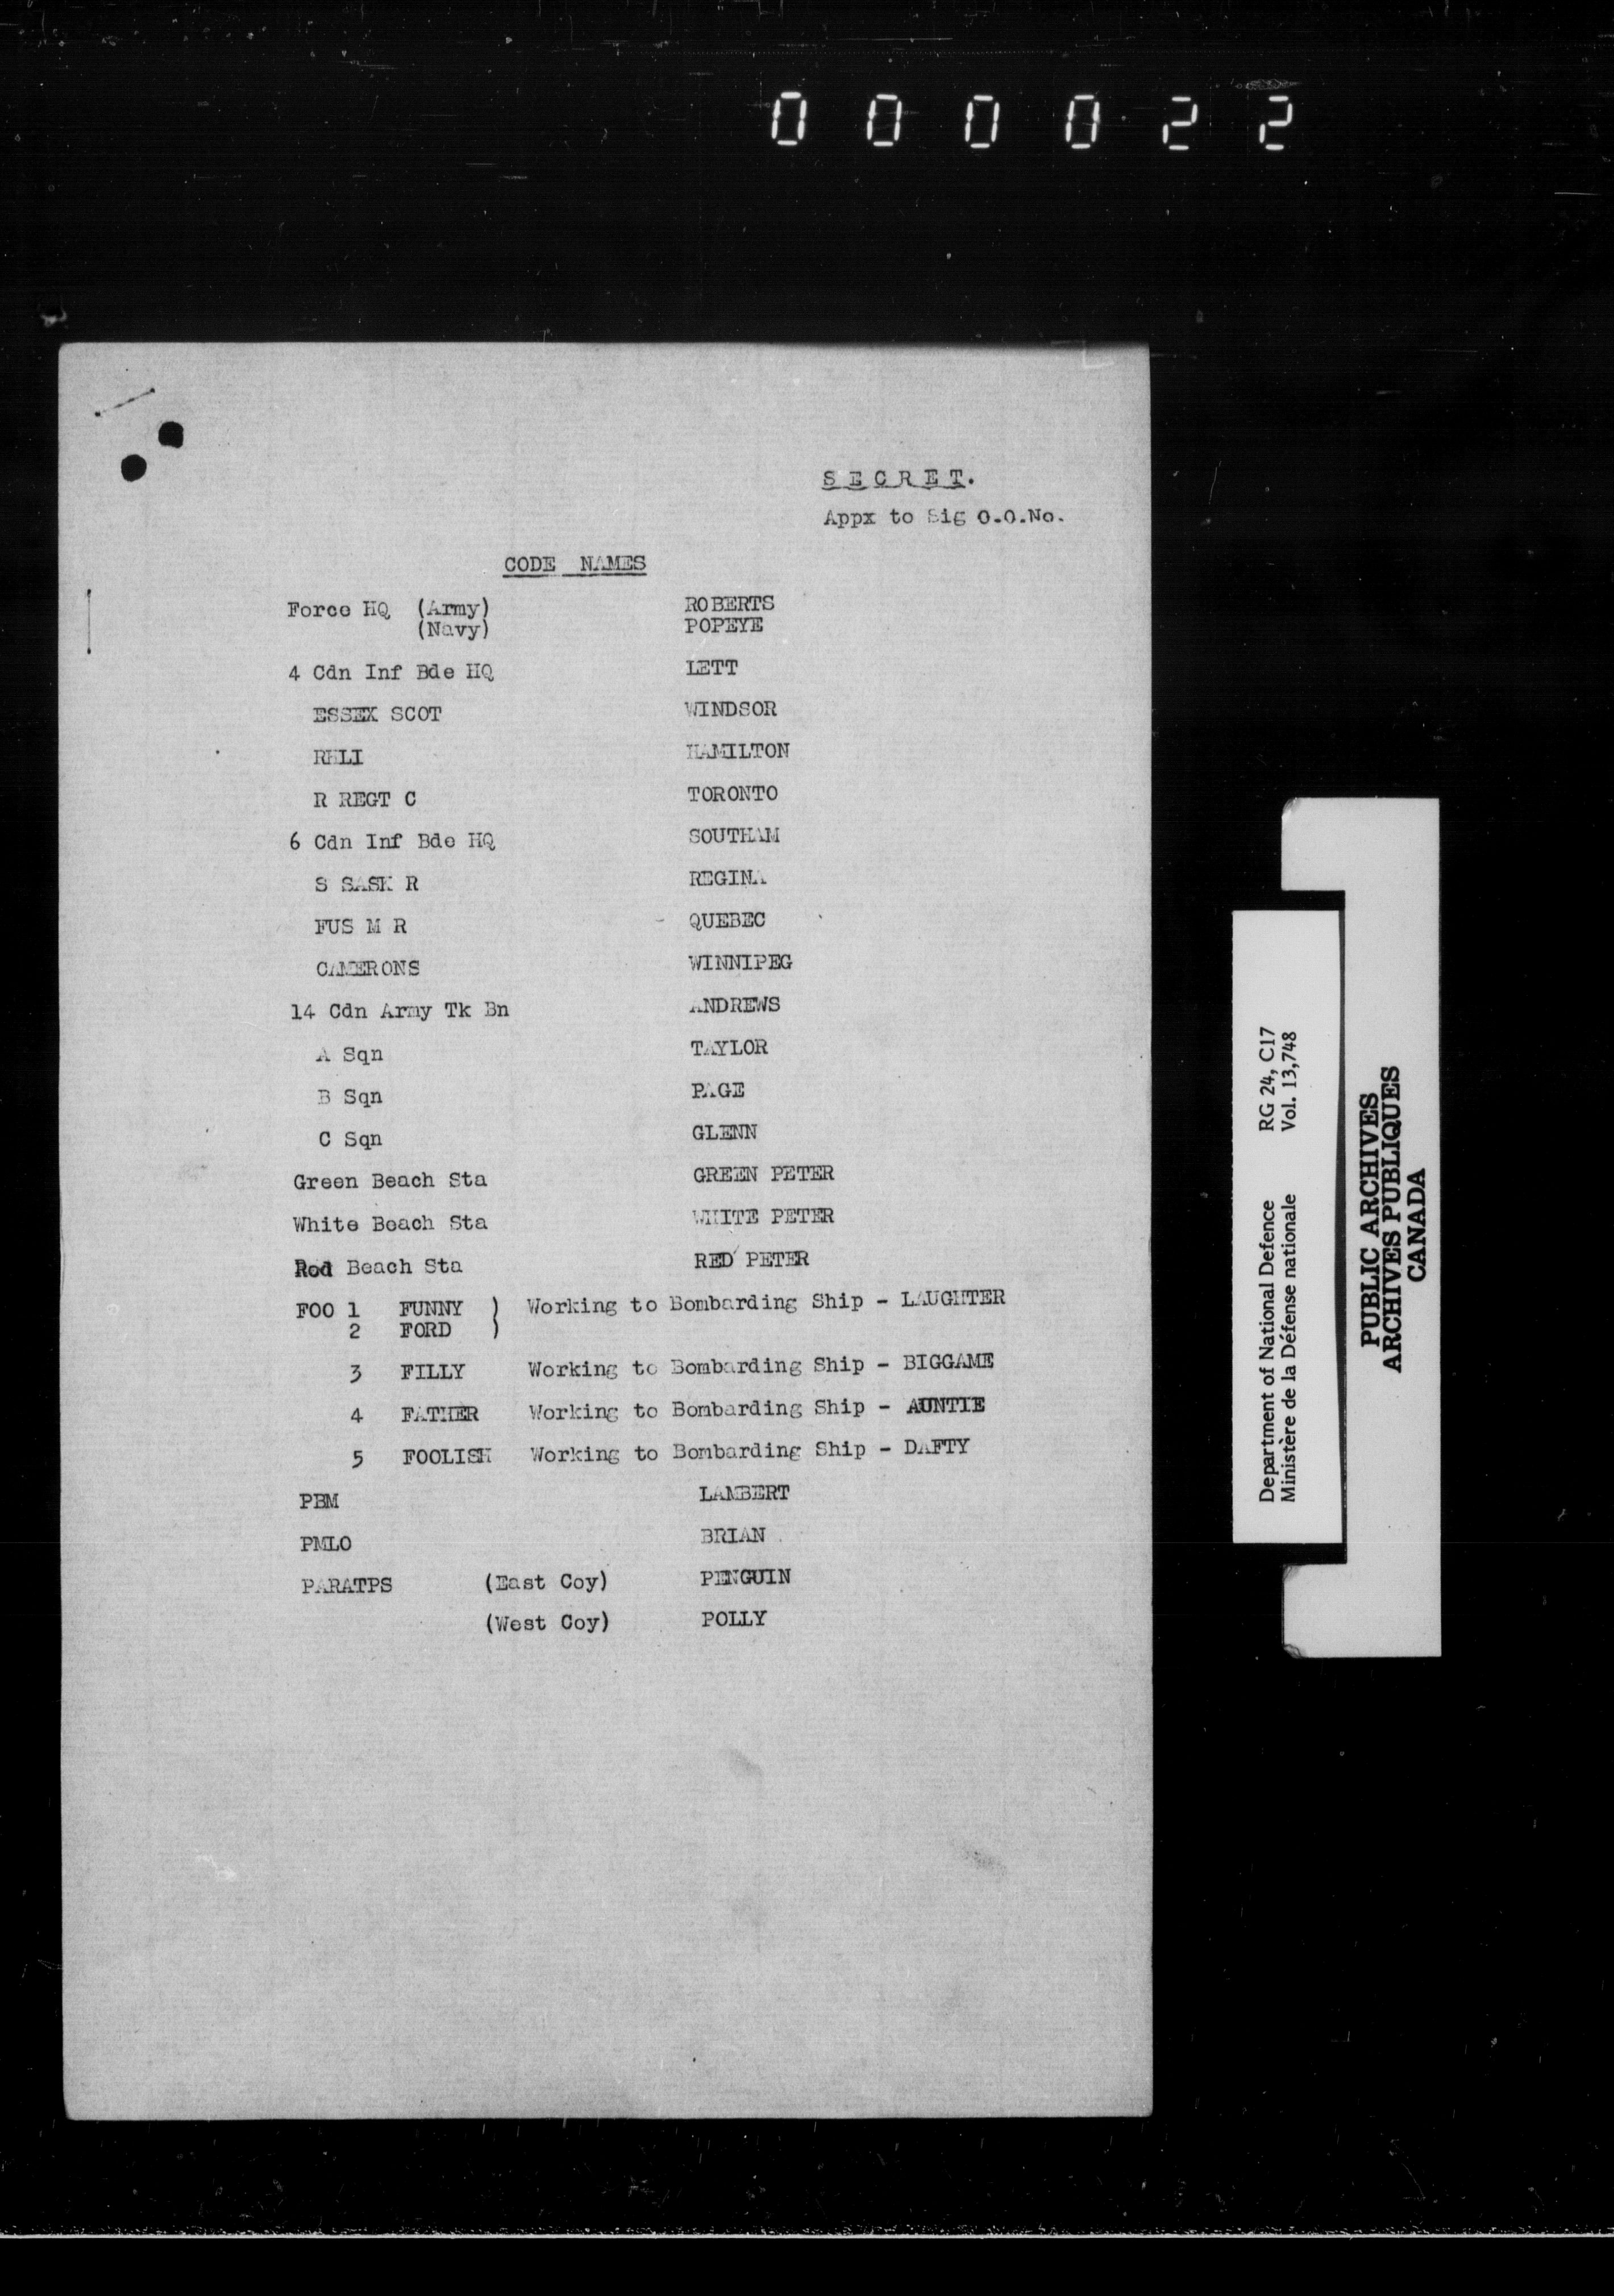 000022
SECRET.
Appx to Sig O.O.No.
CODE NAMES
Force HQ (Army) ROBERTS
(Navy) POPEYE
4 Cdn Inf Bde HQ LETT
ESSEX SCOT WINDSOR
RHLI HAMILTON
R REGT C TORONTO
6 Cdn Inf Bde HQ SOUTHAM
S SASK R REGINA
FUS M R QUEBEC
CAMERONS WINNIPEG
14 Cdn Army Tk Bn ANDREWS
A Sqn TAYLOR
B Sqn PAGE
C Sqn GLENN
Green Beach Sta GREEN PETER
White Beach Sta WHITE PETER
Red Beach Sta RED PETER
FOO 1 FUNNY ) Working to Bombarding Ship - LAUGHTER
2 FORD )
3 FILLY Working to Bombarding Ship - BIGGAME
4 FATHER Working to Bombarding Ship - AUNTIE
5 FOOLISH Working to Bombarding Ship - DAFTY
PBM LAMBERT
PMLO BRIAN
PARATPS (East Coy) PENGUIN
(West Coy) POLLY
Department of National Defence RG 24, C17
Ministère de la Défense nationale Vol. 13,748
PUBLIC ARCHIVES
ARCHIVES PUBLIQUES
CANADA